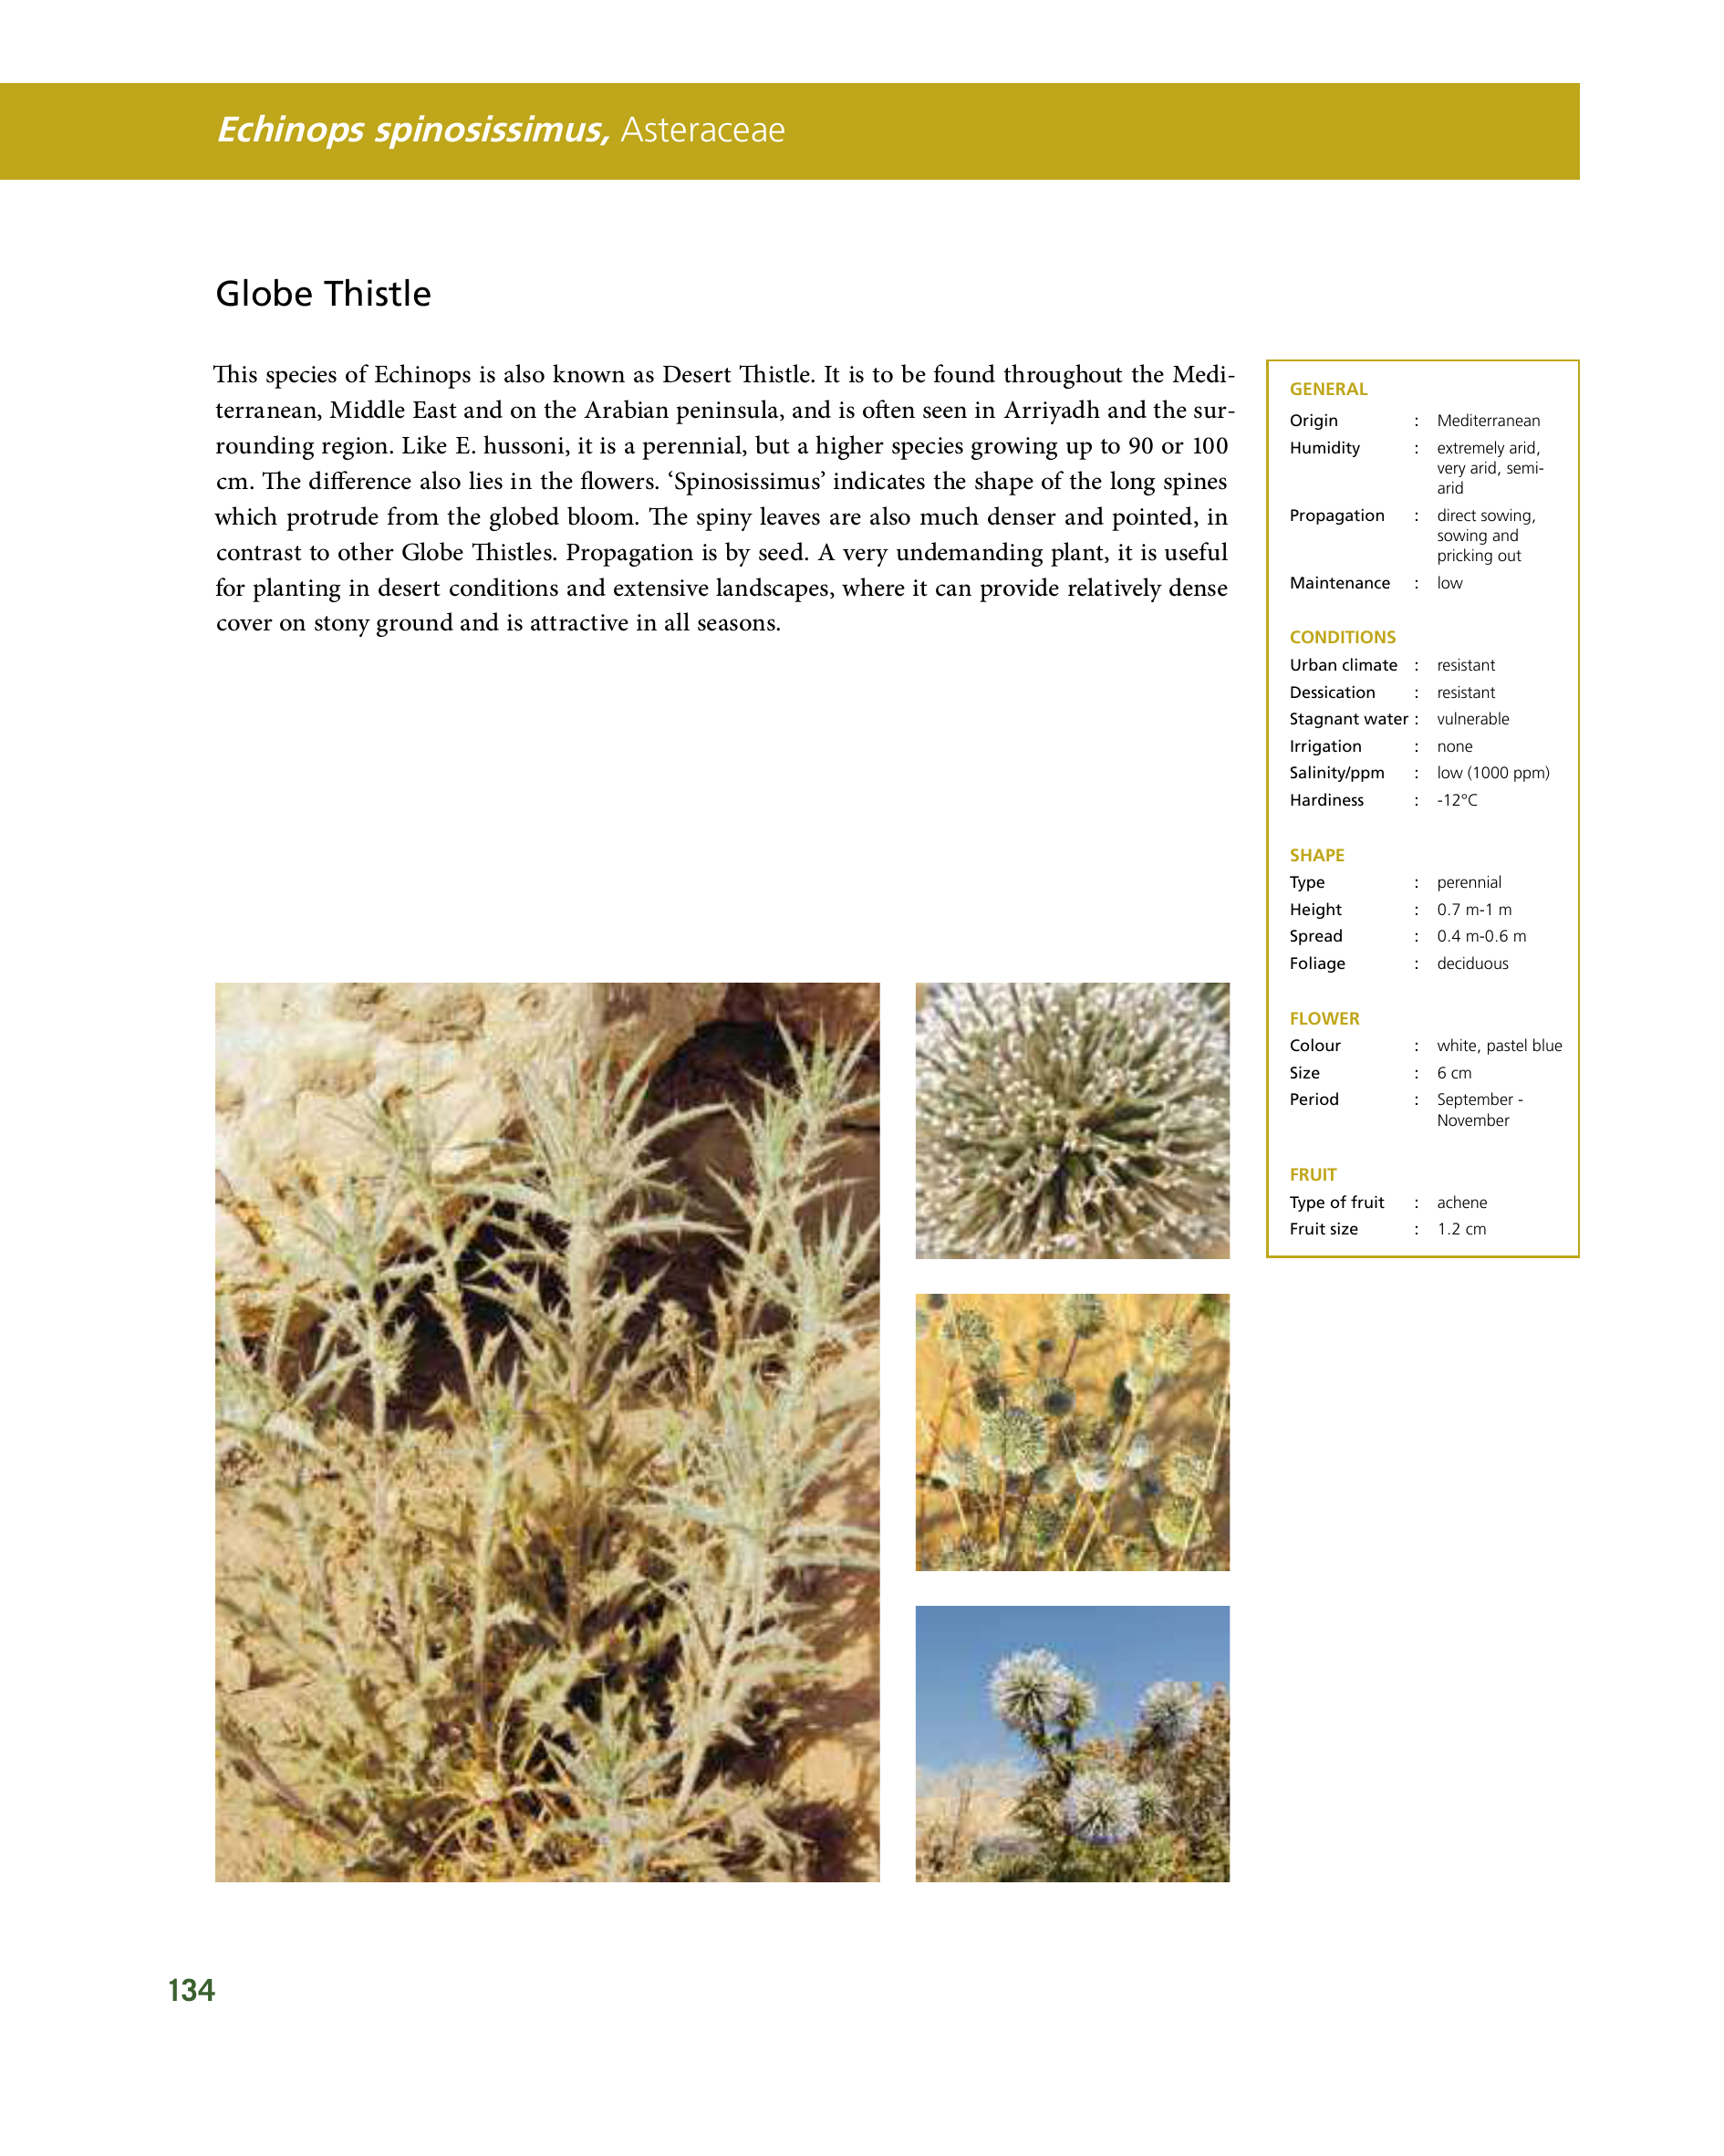 Echinops spinosissimus, Asteraceae
Globe Thistle
This species of Echinops is also known as Desert Thistle. It is to be found throughout the Medi-
terranean, Middle East and on the Arabian peninsula, and is often seen in Arriyadh and the sur-
rounding region. Like E. hussoni, it is a perennial, but a higher species growing up to 90 or 100
cm. The difference also lies in the flowers. ‘Spinosissimus’ indicates the shape of the long spines
which protrude from the globed bloom. The spiny leaves are also much denser and pointed, in
contrast to other Globe Thistles. Propagation is by seed. A very undemanding plant, it is useful
for planting in desert conditions and extensive landscapes, where it can provide relatively dense
cover on stony ground and is attractive in all seasons.
GENERAL
Origin : Mediterranean
Humidity : extremely arid,
very arid, semi-
arid
Propagation : direct sowing,
sowing and
pricking out
Maintenance : low
CONDITIONS
Urban climate : resistant
Dessication : resistant
Stagnant water : vulnerable
Irrigation : none
Salinity/ppm : low (1000 ppm)
Hardiness : -12°C
SHAPE
Type : perennial
Height : 0.7 m-1 m
Spread : 0.4 m-0.6 m
Foliage : deciduous
FLOWER
Colour : white, pastel blue
Size : 6 cm
Period : September -
November
FRUIT
Type of fruit : achene
Fruit size : 1.2 cm
134